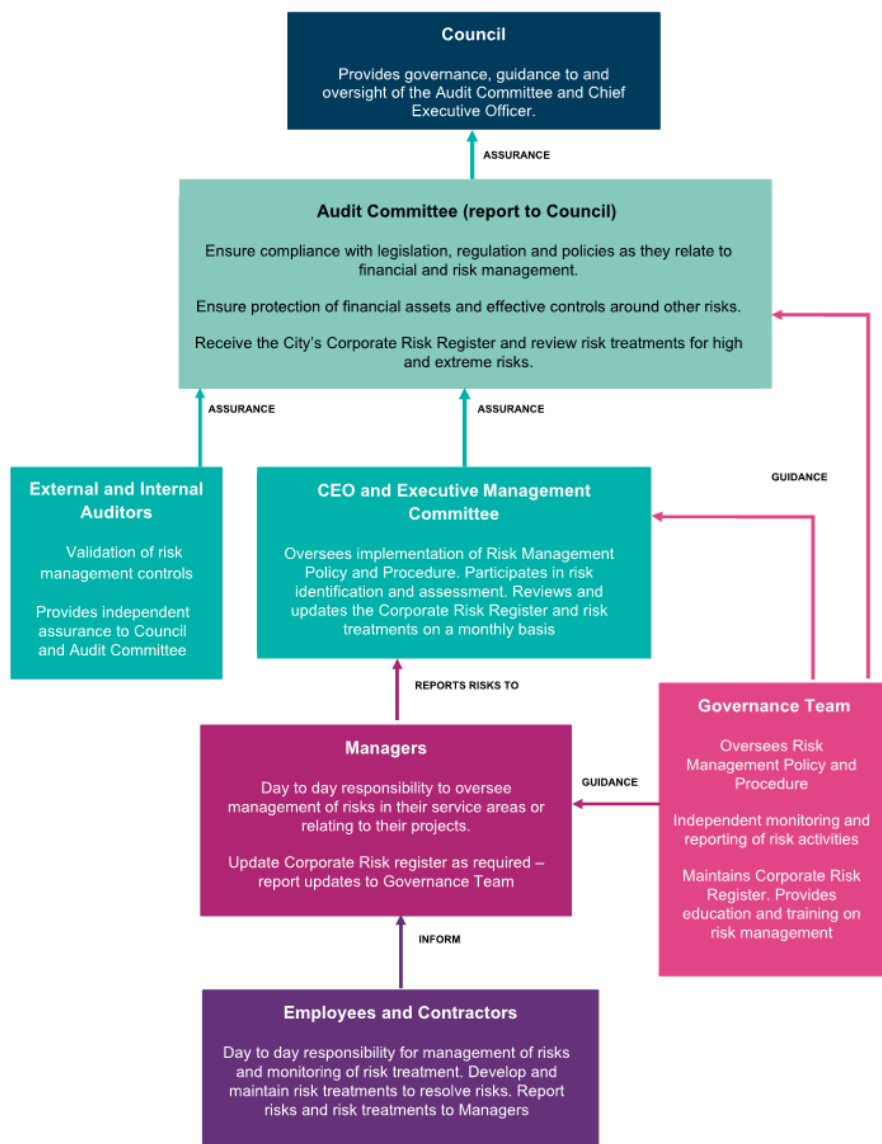 Council
Provides governance, guidance to and
oversight of the Audit Committee and Chief
Executive Officer.
ASSURANCE
Audit Committee (report to Council)
Ensure compliance with legislation, regulation and policies as they relate to
financial and risk management.
Ensure protection of financial assets and effective controls around other risks.
Receive the City's Corporate Risk Register and review risk treatments for high
and extreme risks.
ASSURANCE
ASSURANCE
GUIDANCE
External and Internal
Auditors
Validation of risk
management controls
Provides independent
assurance to Council
and Audit Committee
CEO and Executive Management
Committee
Oversees implementation of Risk Management
Policy and Procedure. Participates in risk
identification and assessment. Reviews and
updates the Corporate Risk Register and risk
treatments on a monthly basis
REPORTS RISKS TO
Managers
Day to day responsibility to oversee
management of risks in their service areas or
relating to their projects.
Update Corporate Risk register as required –
report updates to Governance Team
GUIDANCE
Governance Team
Oversees Risk
Management Policy and
Procedure
Independent monitoring and
reporting of risk activities
Maintains Corporate Risk
Register. Provides
education and training on
risk management
INFORM
Employees and Contractors
Day to day responsibility for management of risks
and monitoring of risk treatment. Develop and
maintain risk treatments to resolve risks. Report
risks and risk treatments to Managers